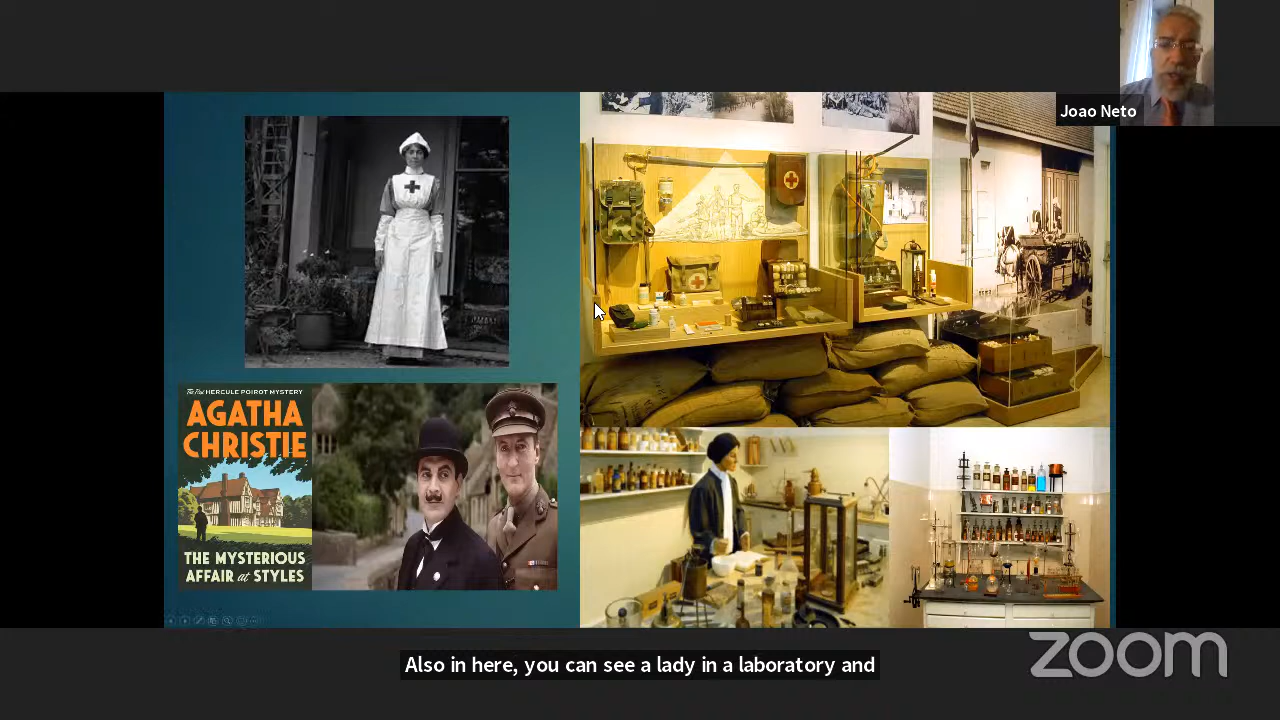 Joao Neto
The First HERCULE POIROT MYSTERY
AGATHA
CHRISTIE
THE MYSTERIOUS
AFFAIR at STYLES
Also in here, you can see a lady in a laboratory and
zoom